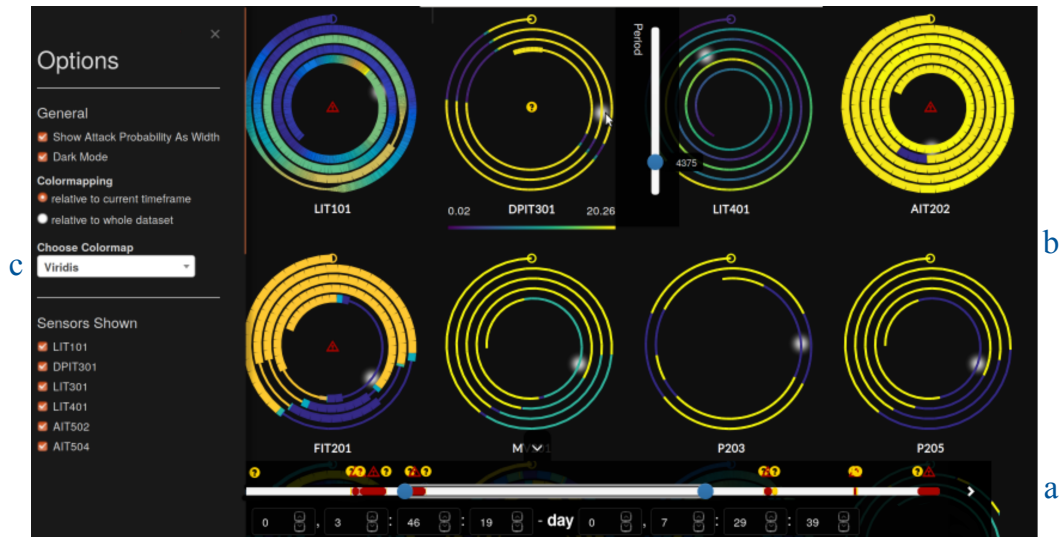 c
×
Options
General
Show Attack Probability As Width
Dark Mode
Colormapping
relative to current timeframe
relative to whole dataset
Choose Colormap
Viridis
Sensors Shown
LIT101
DPIT301
LIT301
LIT401
AIT502
AIT504
LIT101
0.02 DPIT301 20.26
Period
4375
LIT401
AIT202
b
FIT201
P203
P205
a
0 , 3 : 46 : 19 - day 0 , 7 : 29 : 39